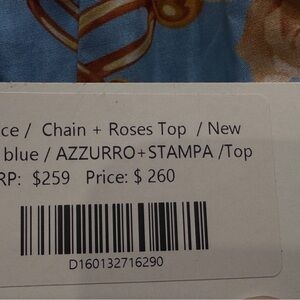 ce / Chain + Roses Top / New
blue / AZZURRO+STAMPA /Top
RP: $259 Price: $ 260
D160132716290